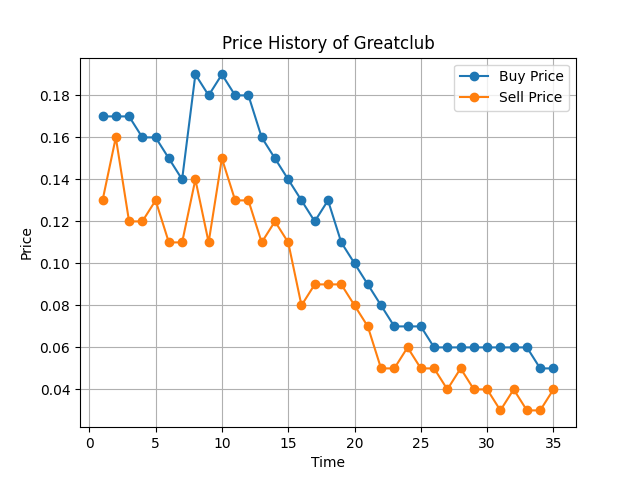 Price History of Greatclub
Buy Price
Sell Price
Price
0.18
0.16
0.14
0.12
0.10
0.08
0.06
0.04
0 5 10 15 20 25 30 35
Time